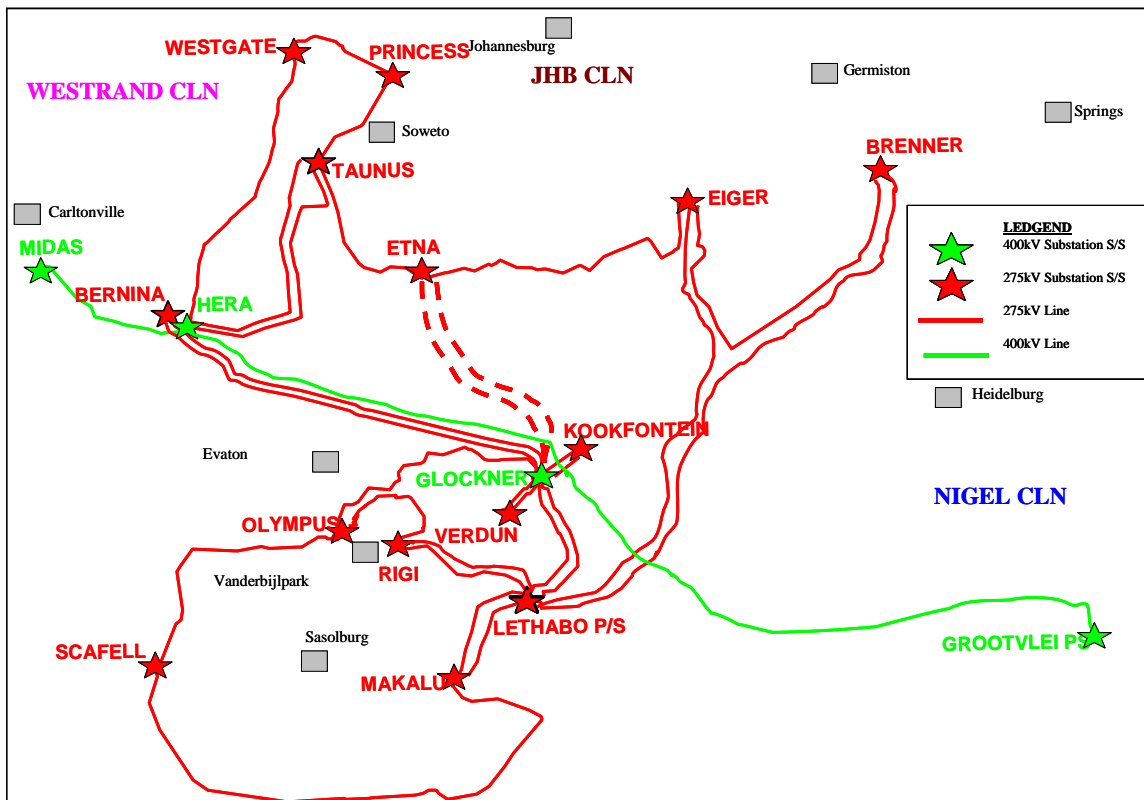 WESTGATE
PRINCESS
Johannesburg
JHB CLN
Germiston
WESTRAND CLN
Springs
Soweto
BRENNER
TAUNUS
EIGER
Carltonville
MIDAS
ETNA
LEDGEND
400kV Substation S/S
275kV Substation S/S
275kV Line
400kV Line
BERNINA
HERA
Heidelburg
KOOKFONTEIN
Evaton
GLOCKNER
NIGEL CLN
OLYMPUS
VERDUN
RIGI
Vanderbijlpark
LETHABO P/S
Sasolburg
SCAFELL
MAKALU
GROOTVLEI PS